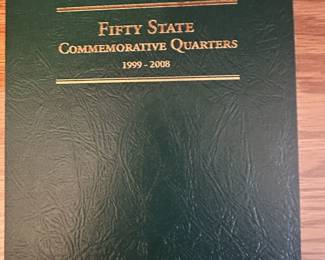 FIFTY STATE
COMMEMORATIVE QUARTERS
1999 - 2008